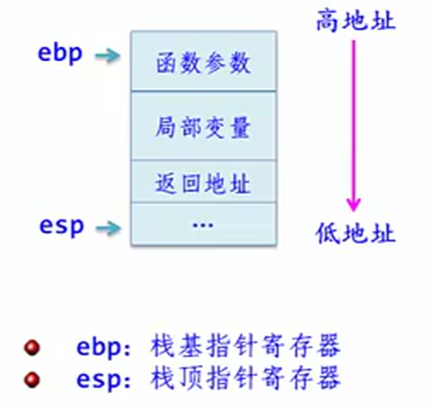 高地址
ebp
函数参数
局部变量
返回地址
esp
...
低地址
ebp：栈基指针寄存器
esp：栈顶指针寄存器